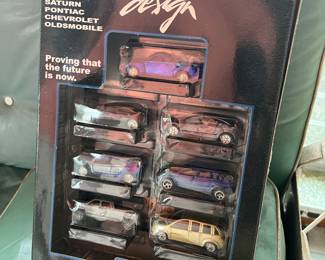 SATURN
PONTIAC
CHEVROLET
OLDSMOBILE
design
Proving that
the future
is now.